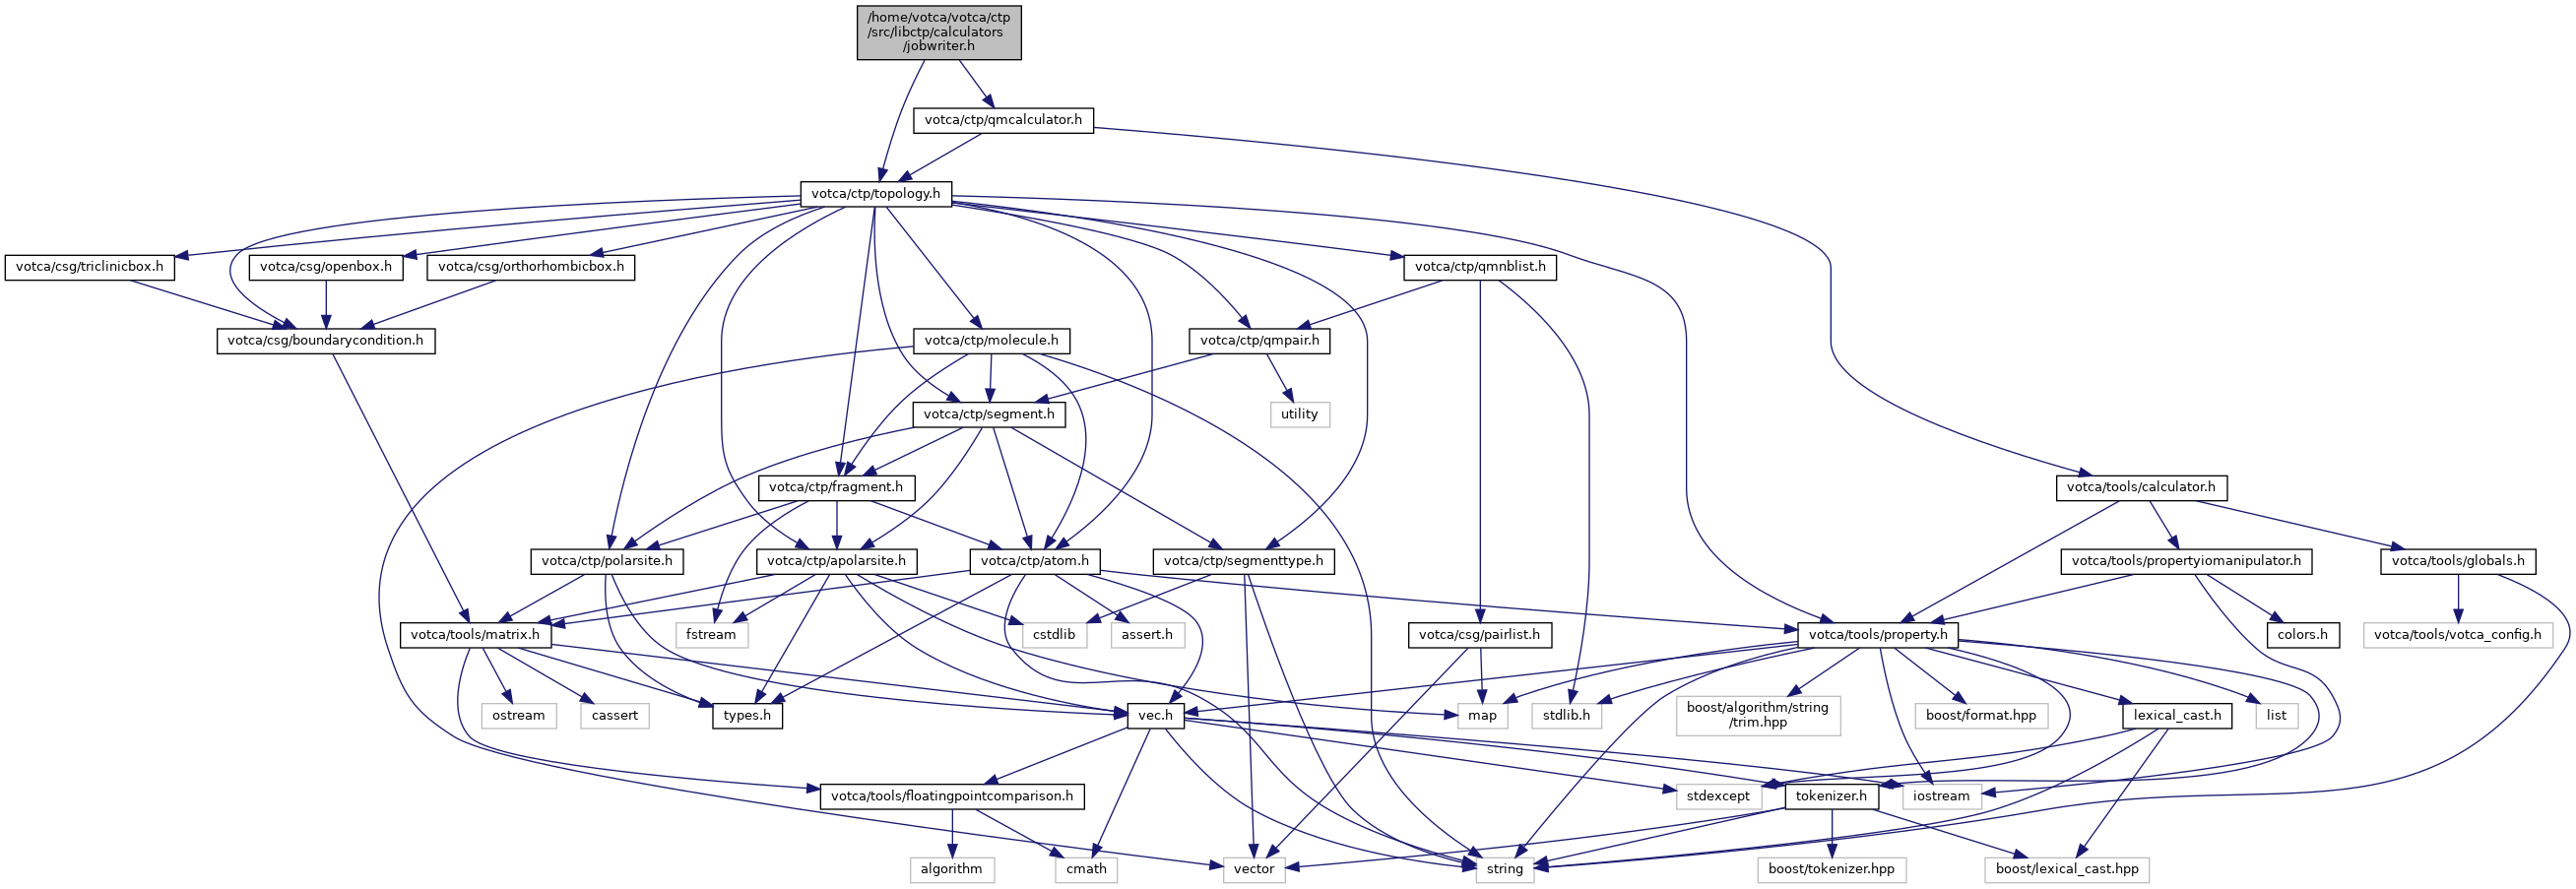 /home/votca/votca/ctp
/src/libctp/calculators
/jobwriter.h
votca/ctp/qmcalculator.h
votca/ctp/topology.h
votca/csg/triclinicbox.h
votca/csg/openbox.h
votca/csg/orthorhombicbox.h
votca/ctp/qmnblist.h
votca/csg/boundarycondition.h
votca/ctp/molecule.h
votca/ctp/qmpair.h
votca/ctp/segment.h
utility
votca/ctp/fragment.h
votca/tools/calculator.h
votca/ctp/polarsite.h
votca/ctp/apolarsite.h
votca/ctp/atom.h
votca/ctp/segmenttype.h
votca/tools/propertyiomanipulator.h
votca/tools/globals.h
votca/tools/matrix.h
fstream
cstdlib
assert.h
votca/csg/pairlist.h
votca/tools/property.h
colors.h
votca/tools/votca_config.h
ostream
cassert
types.h
vec.h
map
stdlib.h
boost/algorithm/string
/trim.hpp
boost/format.hpp
lexical_cast.h
list
votca/tools/floatingpointcomparison.h
stdexcept
tokenizer.h
iostream
algorithm
cmath
vector
string
boost/tokenizer.hpp
boost/lexical_cast.hpp